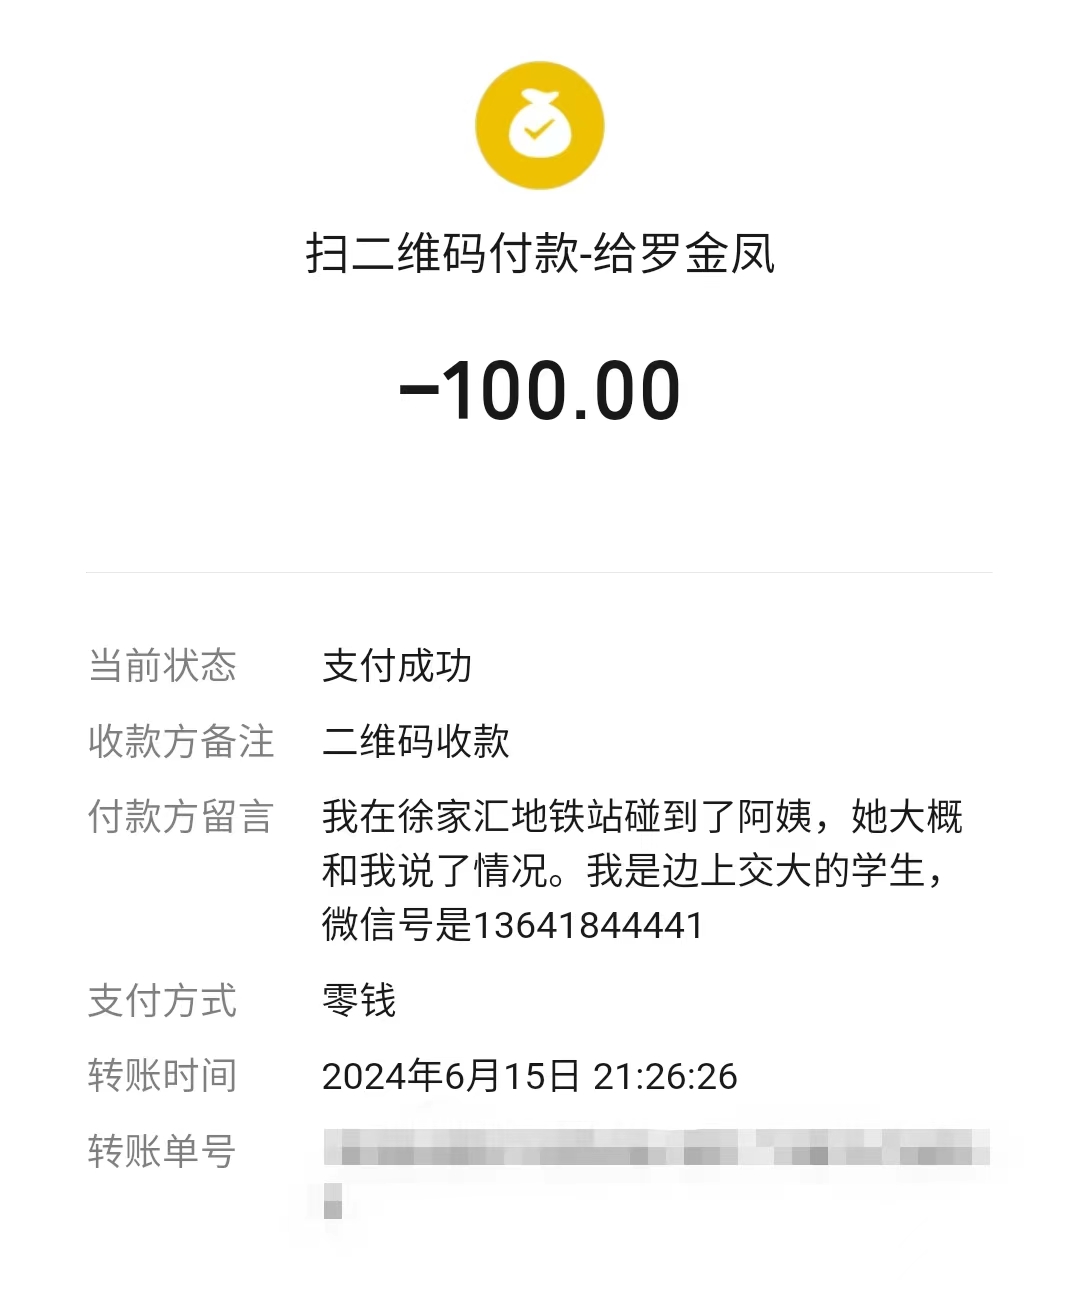 扫二维码付款-给罗金凤
-100.00
当前状态 支付成功
收款方备注 二维码收款
付款方留言 我在徐家汇地铁站碰到了阿姨，她大概
和我说了情况。我是边上交大的学生，
微信号是13641844441
支付方式 零钱
转账时间 2024年6月15日 21:26:26
转账单号